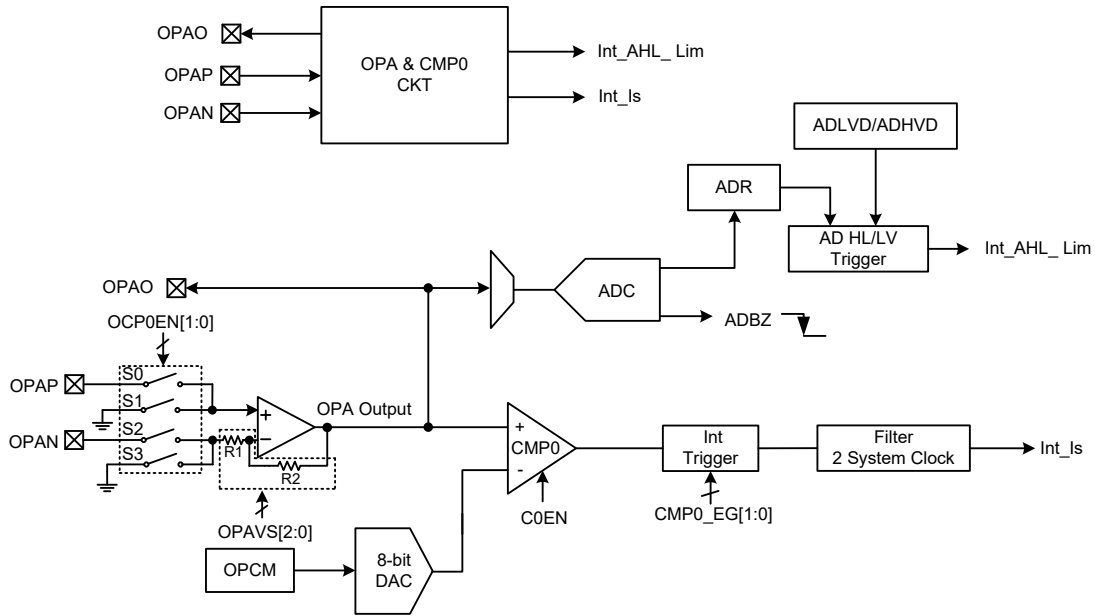 OPAO
OPAP
OPAN
OPA & CMP0
CKT
Int_AHL_ Lim
Int_Is
ADLVD/ADHVD
ADR
AD HL/LV
Trigger
Int_AHL_ Lim
OPAO
ADC
ADBZ
OCP0EN[1:0]
OPAP
S0
S1
OPAN
S2
S3
R1
R2
+
−
OPA Output
OPAVS[2:0]
+
CMP0
-
C0EN
Int
Trigger
CMP0_EG[1:0]
Filter
2 System Clock
Int_Is
OPCM
8-bit
DAC